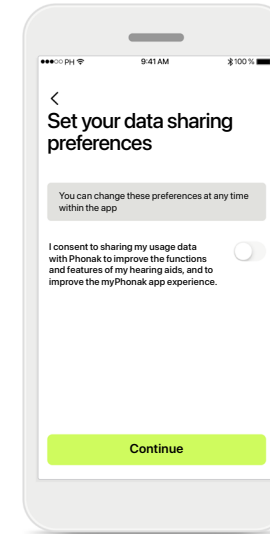 PH 9:41 AM 100 %
Set your data sharing
preferences
You can change these preferences at any time
within the app
I consent to sharing my usage data
with Phonak to improve the functions
and features of my hearing aids, and to
improve the myPhonak app experience.
Continue